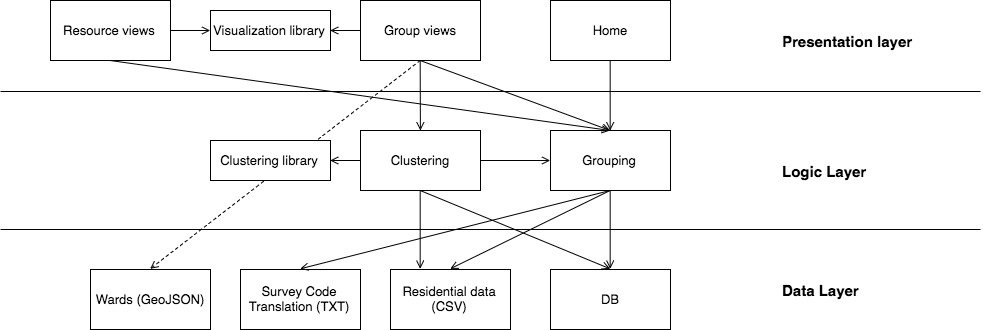 Resource views
Visualization library
Group views
Home
Presentation layer
Clustering library
Clustering
Grouping
Logic Layer
Wards (GeoJSON)
Survey Code
Translation (TXT)
Residential data
(CSV)
DB
Data Layer